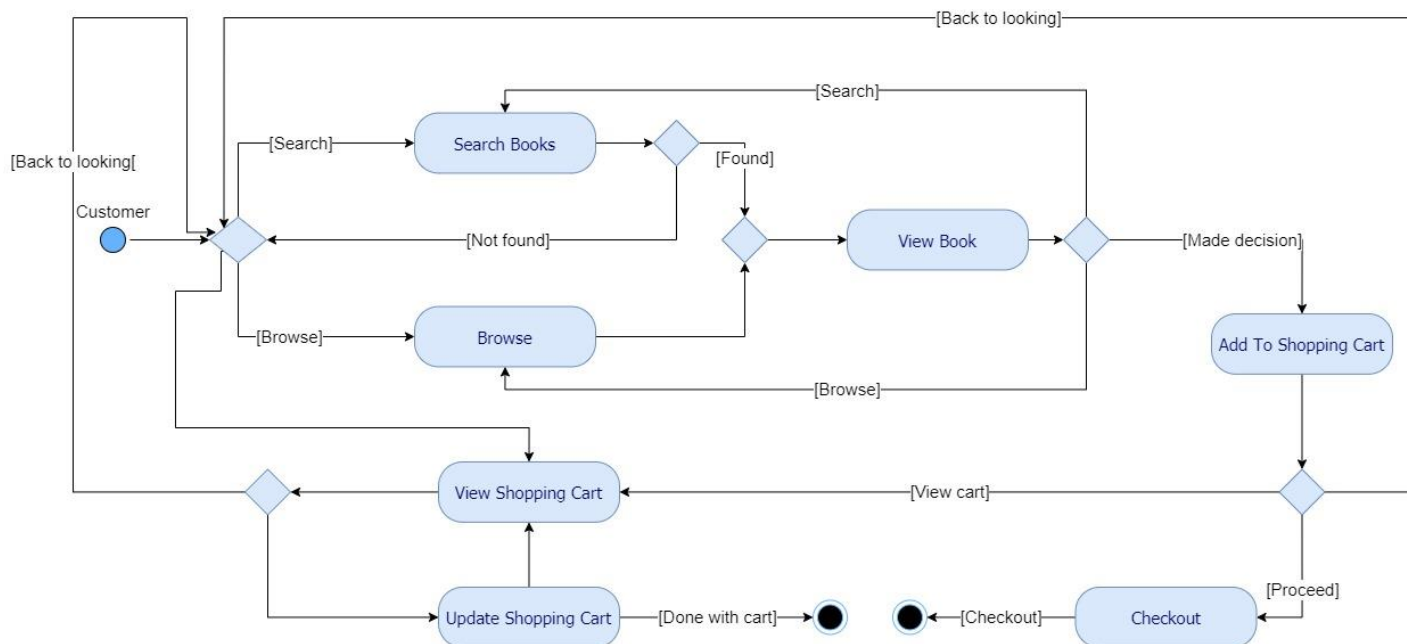 [Back to looking]
[Search]
[Search]
Search Books
[Found]
[Back to looking[
Customer
[Not found]
View Book
[Made decision]
[Browse]
Browse
Add To Shopping Cart
[Browse]
View Shopping Cart
[View cart]
[Proceed]
Update Shopping Cart
[Done with cart]
[Checkout]
Checkout